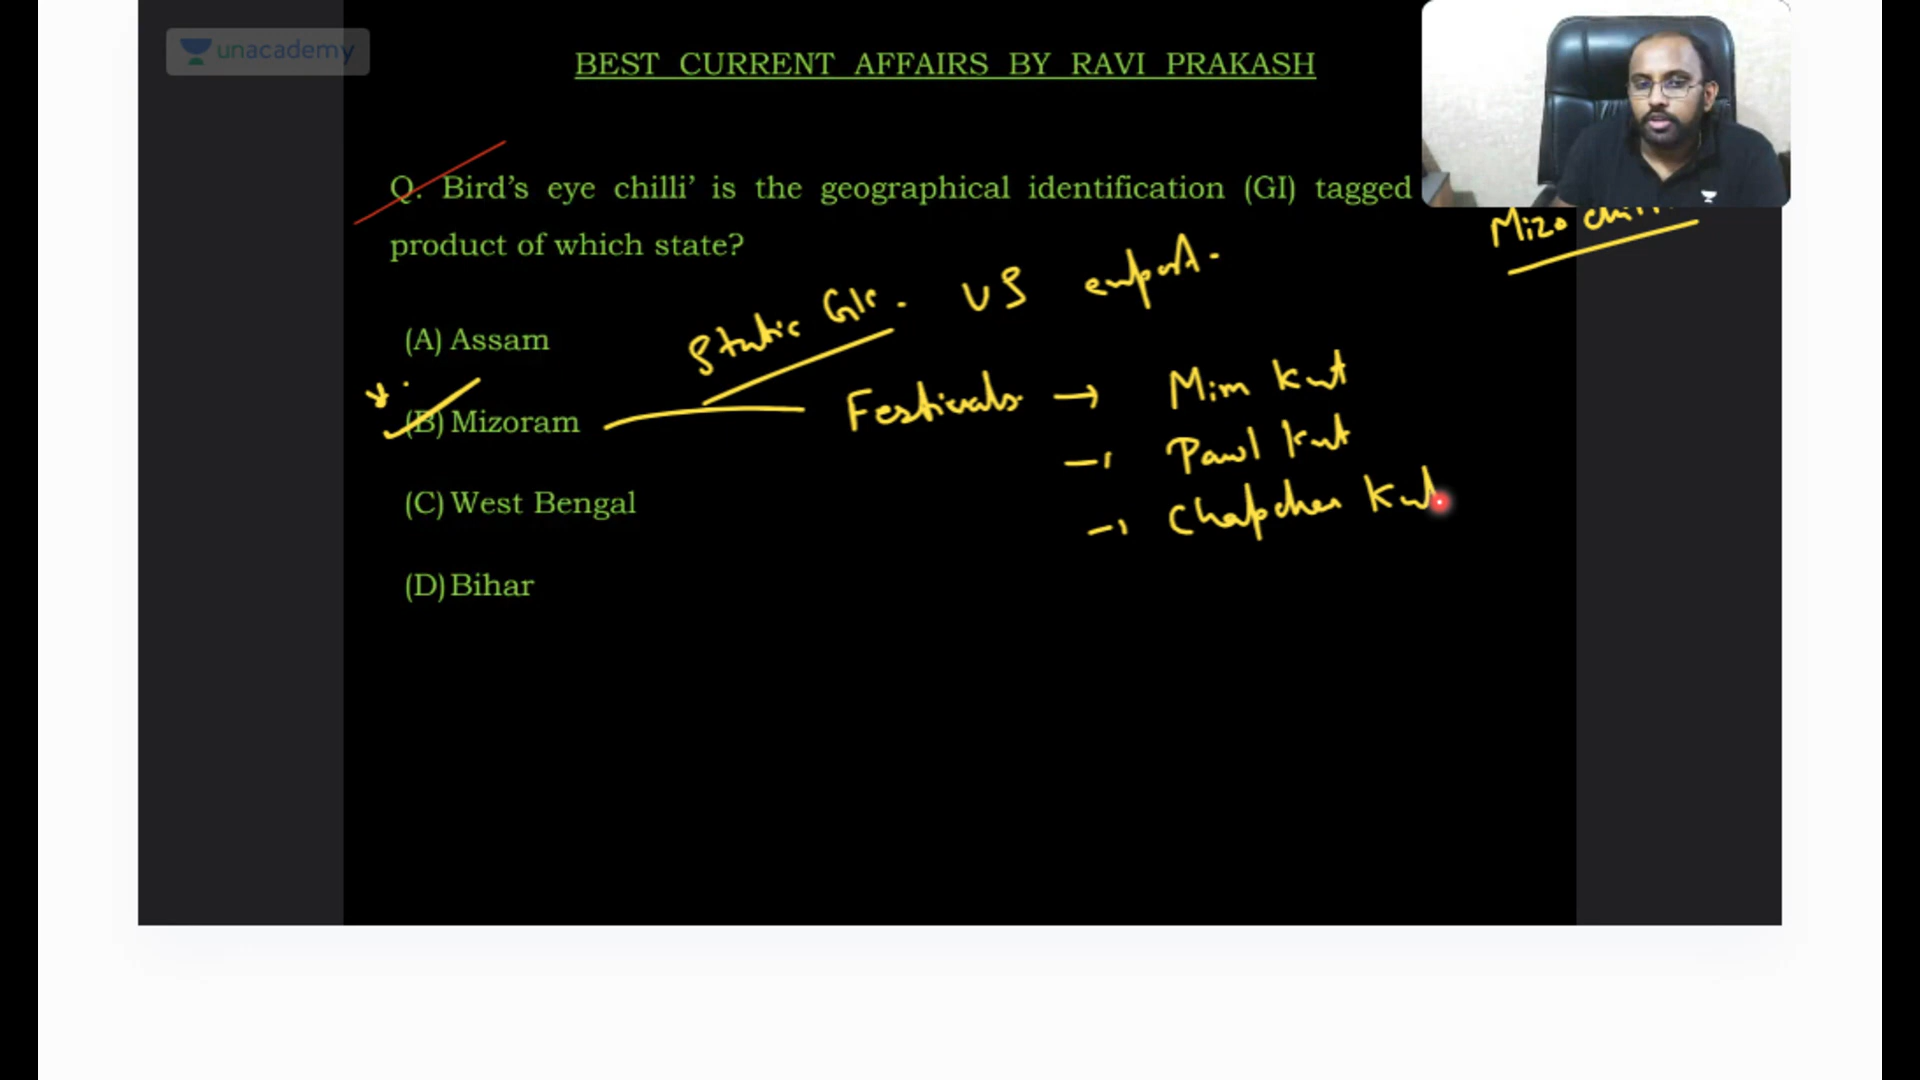 unacademy
BEST CURRENT AFFAIRS BY RAVI PRAKASH
Q. Bird's eye chilli' is the geographical identification (GI) tagged
product of which state?
Mizo
Static GK. US export.
(A) Assam
(B) Mizoram
Festivals → Mim Kut
Pawl Kut
Chapchar Kut
(C) West Bengal
(D) Bihar